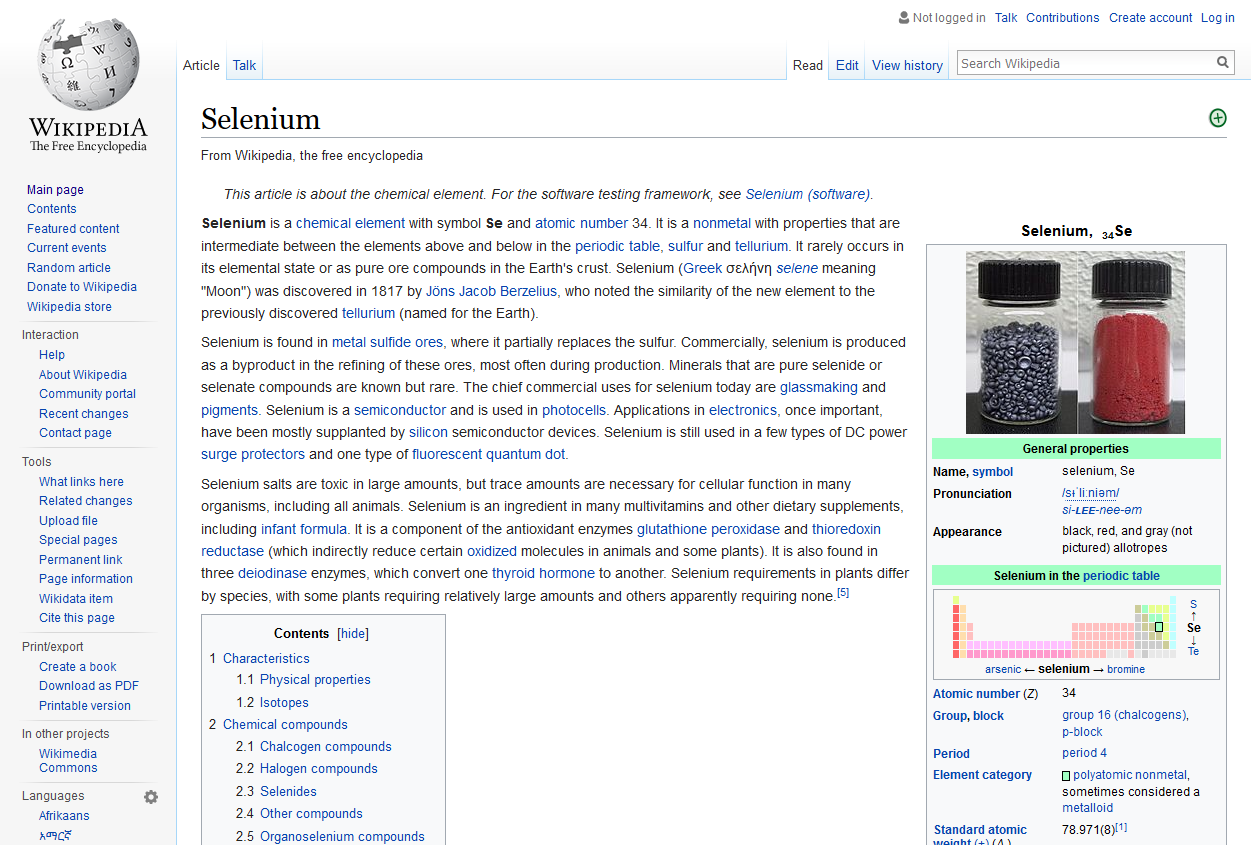 Not logged in Talk Contributions Create account Log in
Article Talk Read Edit View history Search Wikipedia
WIKIPEDIA
The Free Encyclopedia
Main page
Contents
Featured content
Current events
Random article
Donate to Wikipedia
Wikipedia store
Interaction
Help
About Wikipedia
Community portal
Recent changes
Contact page
Tools
What links here
Related changes
Upload file
Special pages
Permanent link
Page information
Wikidata item
Cite this page
Print/export
Create a book
Download as PDF
Printable version
In other projects
Wikimedia
Commons
Languages
Afrikaans
አማርኛ
Selenium
From Wikipedia, the free encyclopedia
This article is about the chemical element. For the software testing framework, see Selenium (software).
Selenium is a chemical element with symbol Se and atomic number 34. It is a nonmetal with properties that are
intermediate between the elements above and below in the periodic table, sulfur and tellurium. It rarely occurs in
its elemental state or as pure ore compounds in the Earth's crust. Selenium (Greek σελήνη selene meaning
"Moon") was discovered in 1817 by Jöns Jacob Berzelius, who noted the similarity of the new element to the
previously discovered tellurium (named for the Earth).
Selenium is found in metal sulfide ores, where it partially replaces the sulfur. Commercially, selenium is produced
as a byproduct in the refining of these ores, most often during production. Minerals that are pure selenide or
selenate compounds are known but rare. The chief commercial uses for selenium today are glassmaking and
pigments. Selenium is a semiconductor and is used in photocells. Applications in electronics, once important,
have been mostly supplanted by silicon semiconductor devices. Selenium is still used in a few types of DC power
surge protectors and one type of fluorescent quantum dot.
Selenium salts are toxic in large amounts, but trace amounts are necessary for cellular function in many
organisms, including all animals. Selenium is an ingredient in many multivitamins and other dietary supplements,
including infant formula. It is a component of the antioxidant enzymes glutathione peroxidase and thioredoxin
reductase (which indirectly reduce certain oxidized molecules in animals and some plants). It is also found in
three deiodinase enzymes, which convert one thyroid hormone to another. Selenium requirements in plants differ
by species, with some plants requiring relatively large amounts and others apparently requiring none.[5]
Contents [hide]
1 Characteristics
1.1 Physical properties
1.2 Isotopes
2 Chemical compounds
2.1 Chalcogen compounds
2.2 Halogen compounds
2.3 Selenides
2.4 Other compounds
2.5 Organoselenium compounds
Selenium, 34Se
General properties
Name, symbol selenium, Se
Pronunciation /sɪˈliːniəm/
si-LEE-nee-əm
Appearance black, red, and gray (not
pictured) allotropes
Selenium in the periodic table
S
↑
Se
↓
Te
arsenic ← selenium → bromine
Atomic number (Z) 34
Group, block group 16 (chalcogens),
p-block
Period period 4
Element category polyatomic nonmetal,
sometimes considered a
metalloid
Standard atomic 78.971(8)[1]
weight (±)